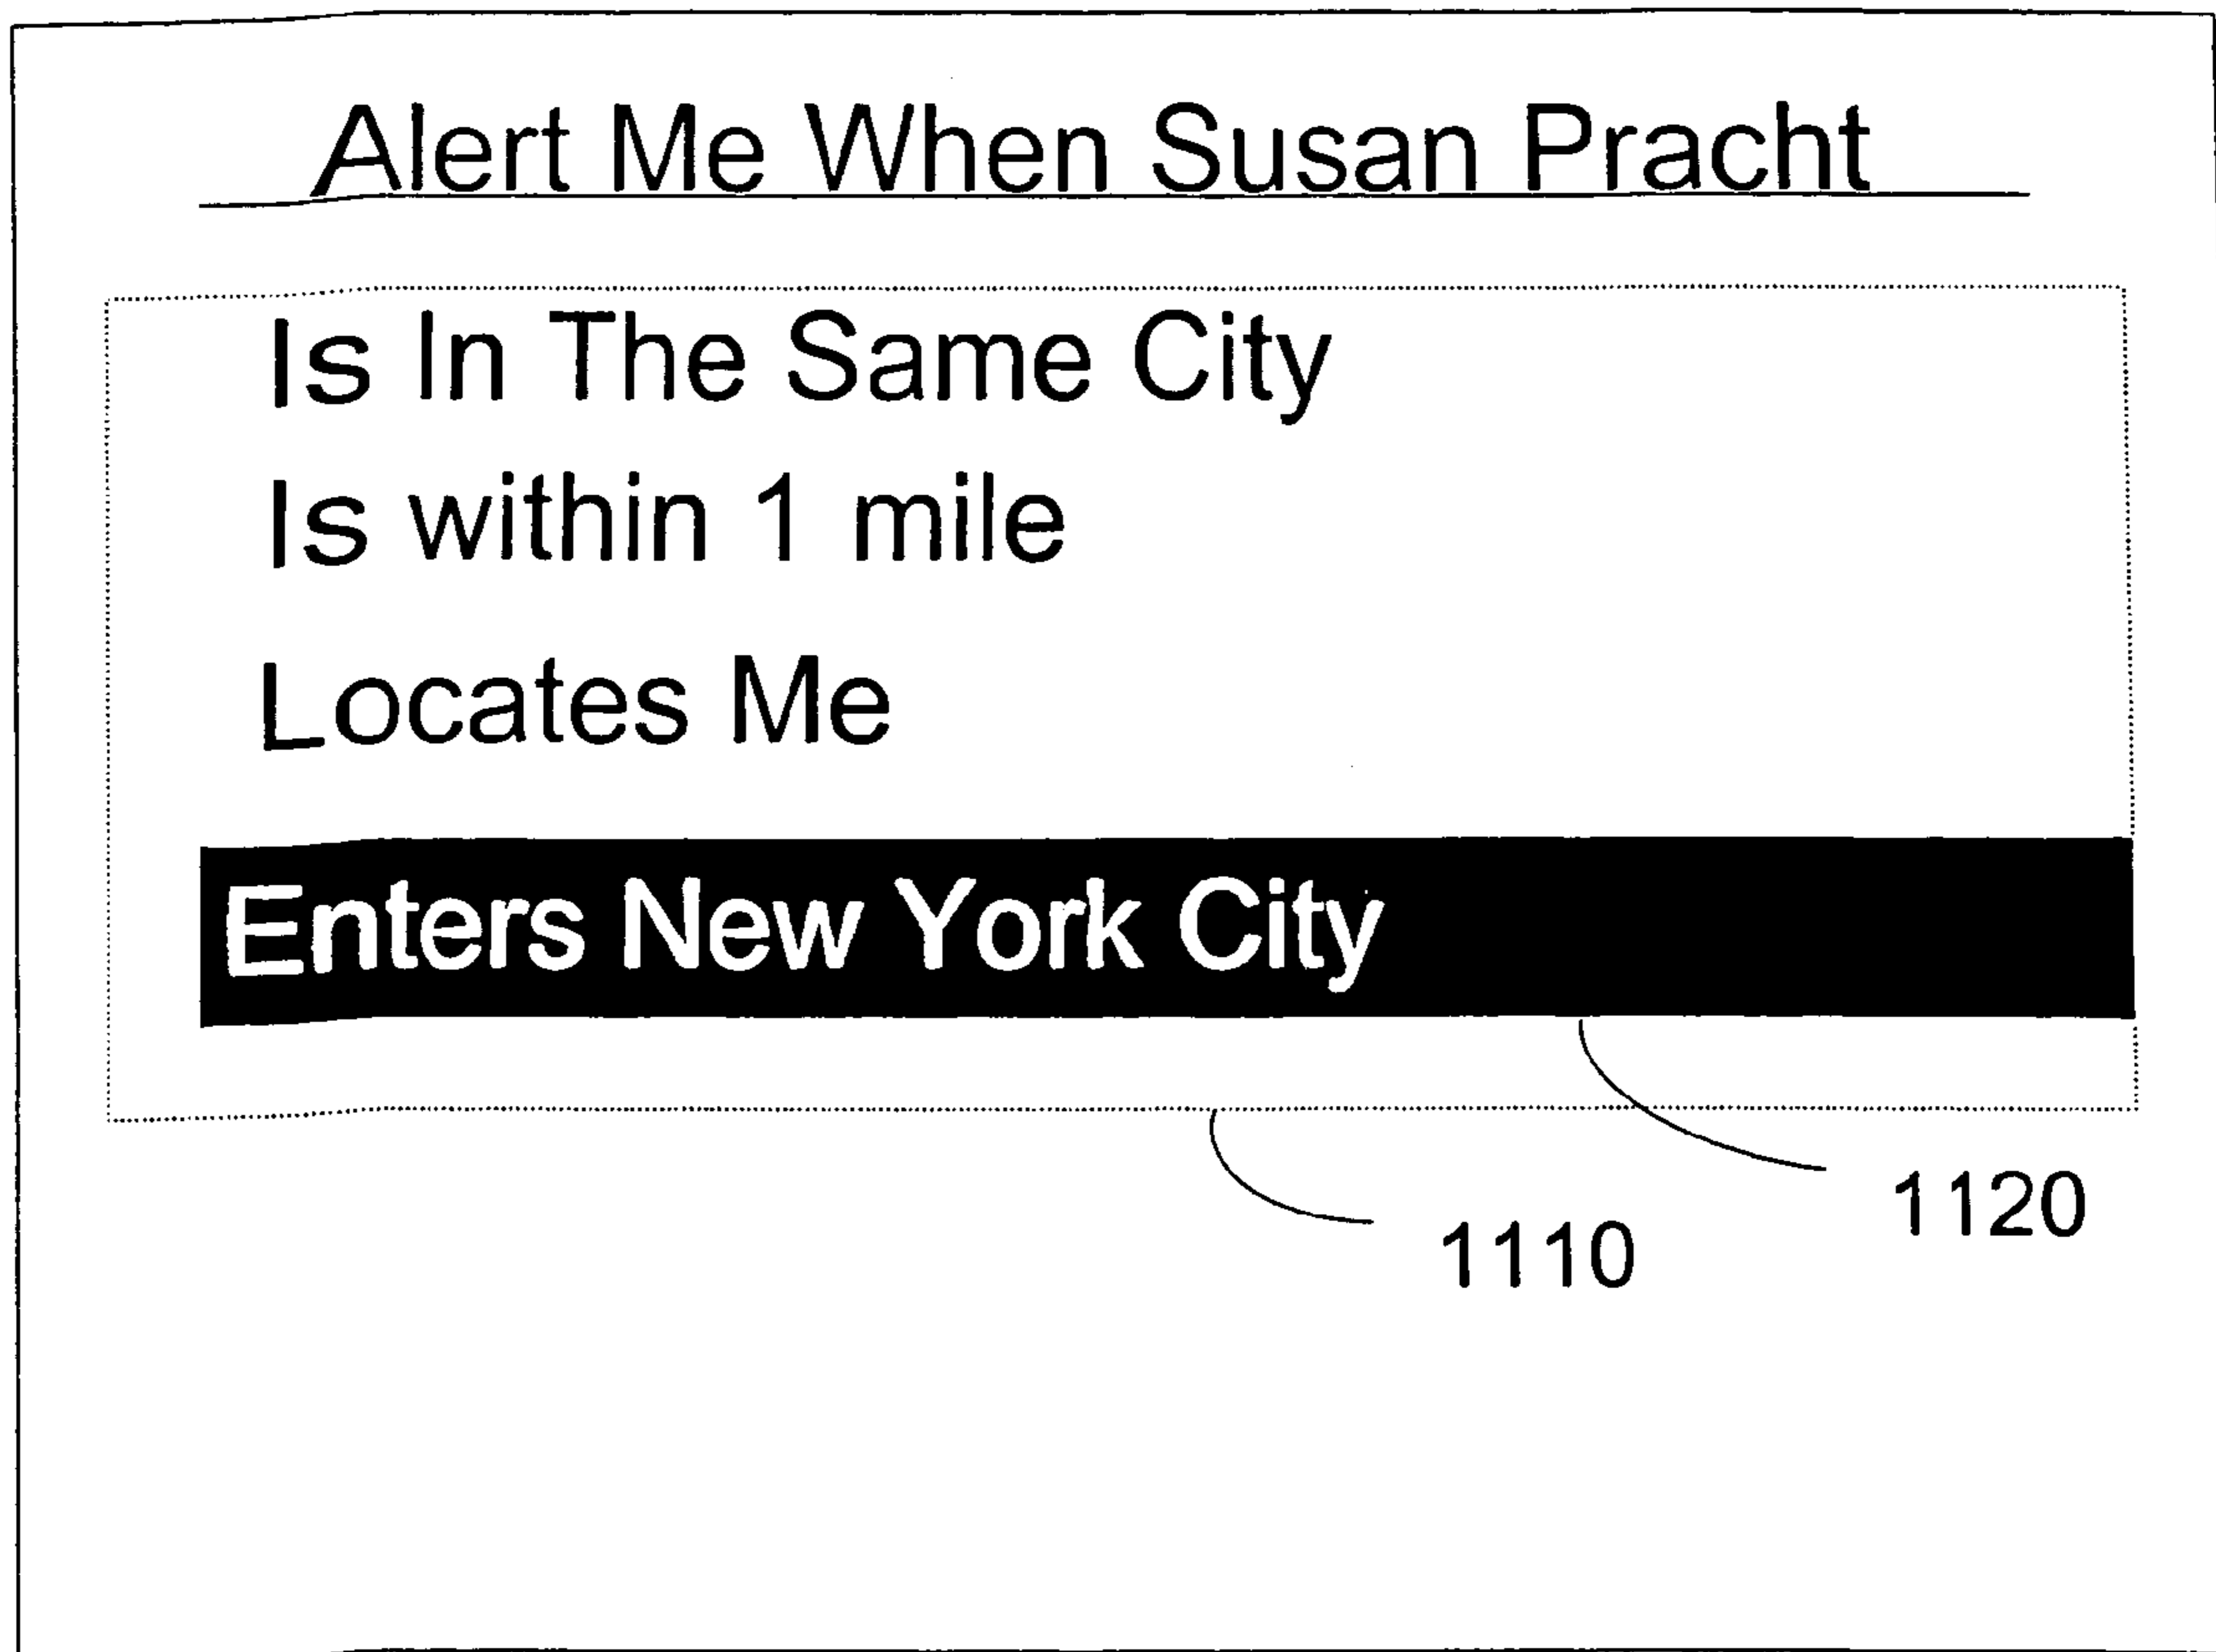 Alert Me When Susan Pracht
Is In The Same City
Is within 1 mile
Locates Me
Enters New York City
1120
1110